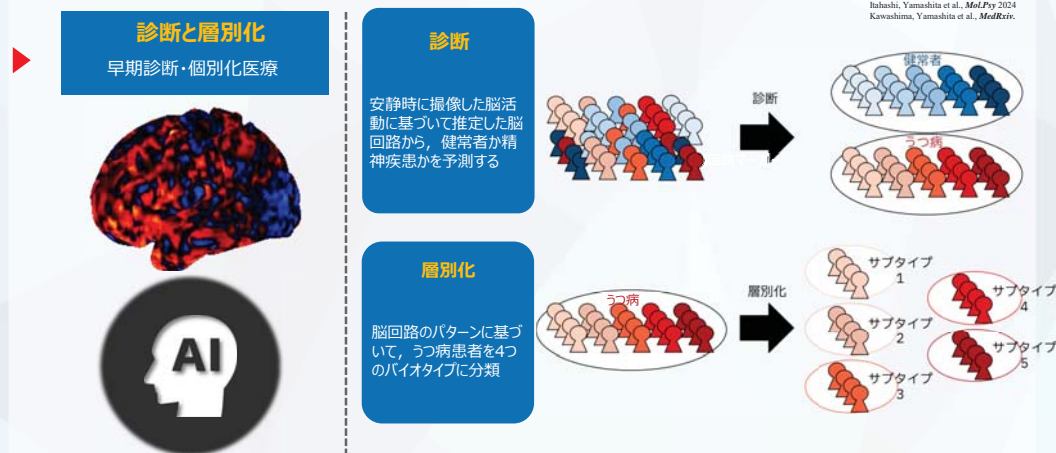 Itahashi, Yamashita et al., Mol.Psy 2024
Kawashima, Yamashita et al., MedRxiv.
診断と層別化
早期診断・個別化医療
AI
診断
安静時に撮像した脳活
動に基づいて推定した脳
回路から，健常者か精
神疾患かを予測する
診断
健常者
うつ病
層別化
脳回路のパターンに基づ
いて，うつ病患者を4つ
のバイオタイプに分類
うつ病
層別化
サブタイプ
1
サブタイプ
2
サブタイプ
3
サブタイプ
4
サブタイプ
5